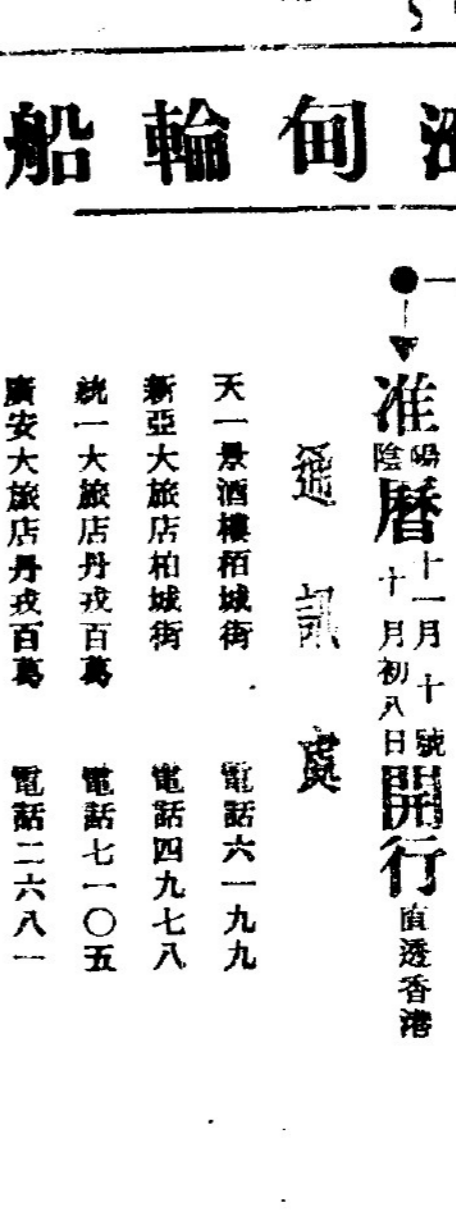 甸輪船
准陽陰曆十一月十號十月初八日開行直透香港
通訊處
天一景酒樓栢城街 電話六一九九
新亞大旅店柏城街 電話四九七八
統一大旅店丹戎百萬 電話七一〇五
廣安大旅店丹戎百萬 電話二六八一